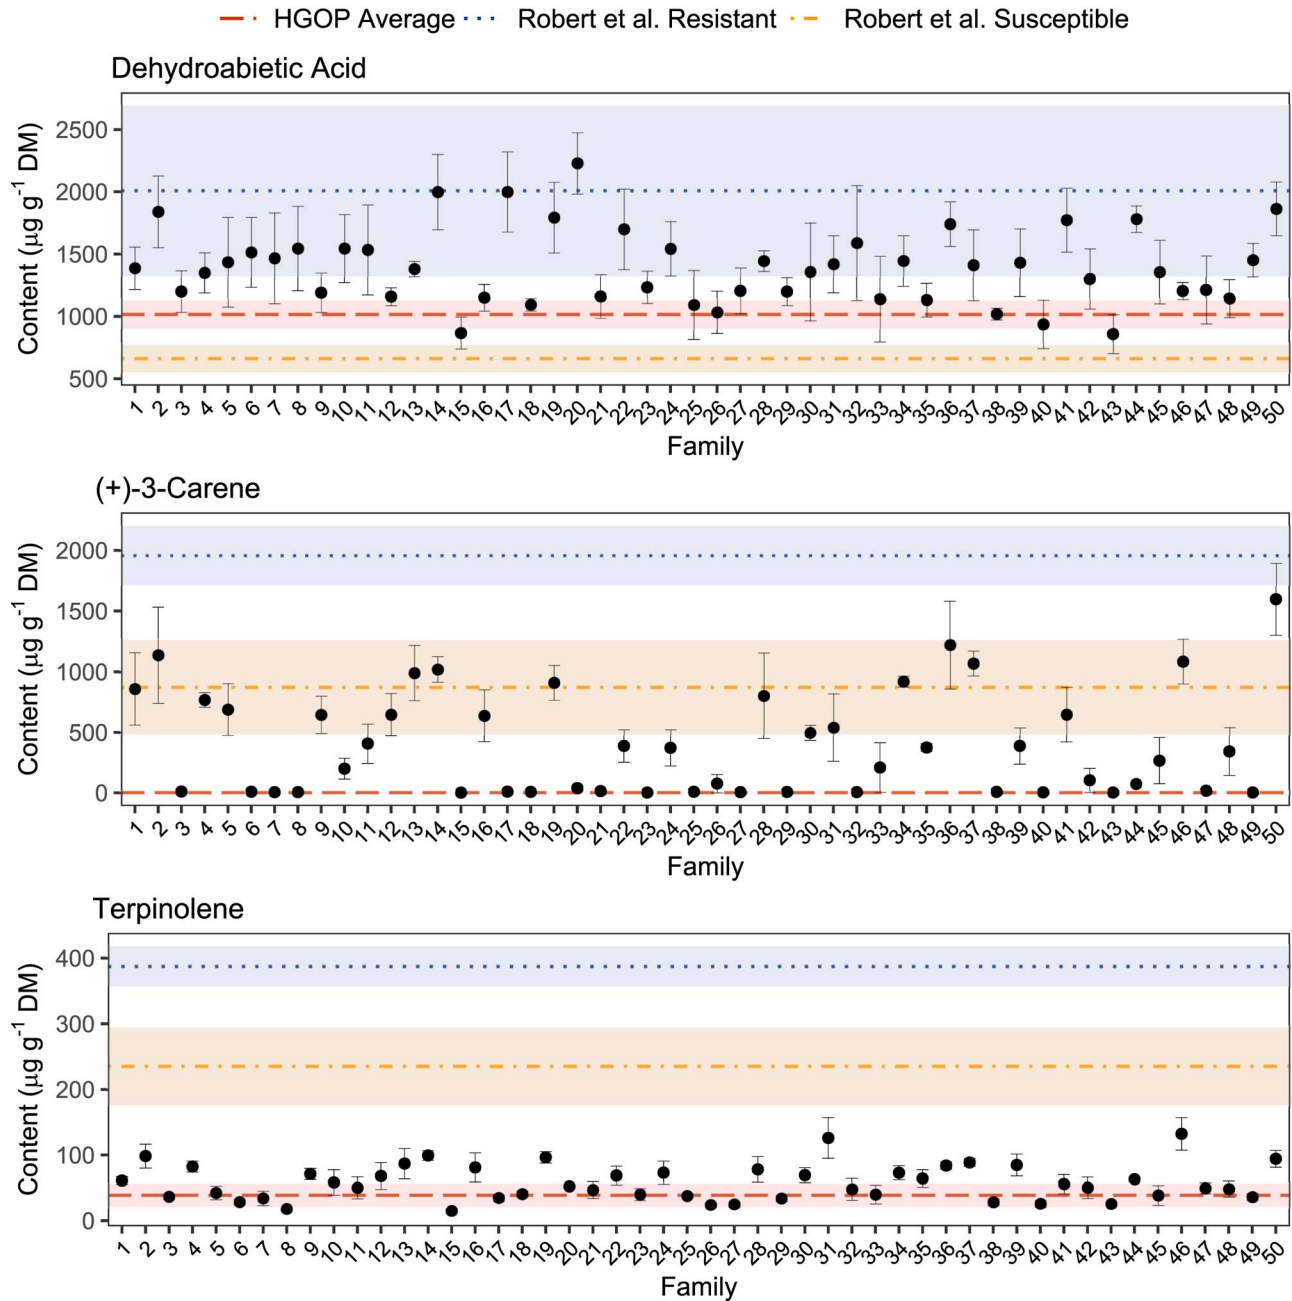 HGOP Average Robert et al. Resistant Robert et al. Susceptible
Dehydroabietic Acid
Content (µg g⁻¹ DM)
2500
2000
1500
1000
500
1 2 3 4 5 6 7 8 9 10 11 12 13 14 15 16 17 18 19 20 21 22 23 24 25 26 27 28 29 30 31 32 33 34 35 36 37 38 39 40 41 42 43 44 45 46 47 48 49 50
Family
(+)-3-Carene
Content (µg g⁻¹ DM)
2000
1500
1000
500
0
1 2 3 4 5 6 7 8 9 10 11 12 13 14 15 16 17 18 19 20 21 22 23 24 25 26 27 28 29 30 31 32 33 34 35 36 37 38 39 40 41 42 43 44 45 46 47 48 49 50
Family
Terpinolene
Content (µg g⁻¹ DM)
400
300
200
100
0
1 2 3 4 5 6 7 8 9 10 11 12 13 14 15 16 17 18 19 20 21 22 23 24 25 26 27 28 29 30 31 32 33 34 35 36 37 38 39 40 41 42 43 44 45 46 47 48 49 50
Family